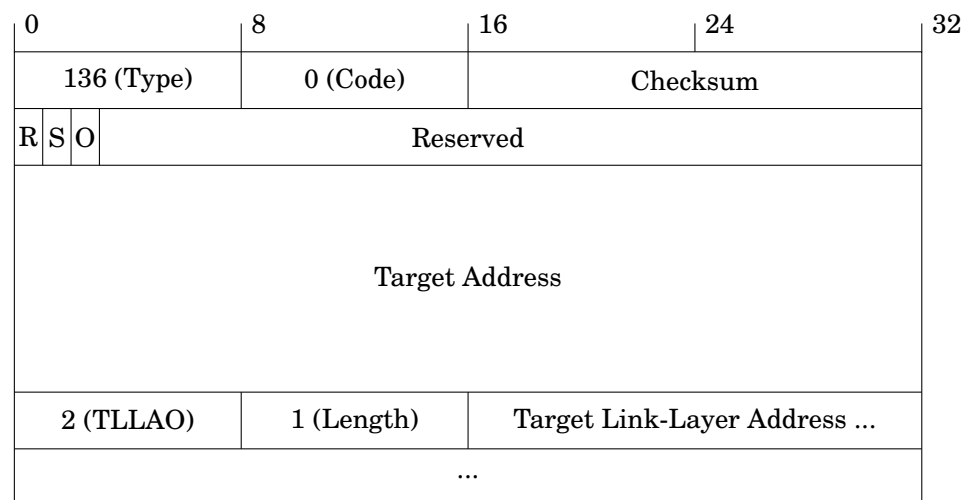 0 8 16 24 32
136 (Type) 0 (Code) Checksum
R S O Reserved
Target Address
2 (TLLAO) 1 (Length) Target Link-Layer Address ...
...